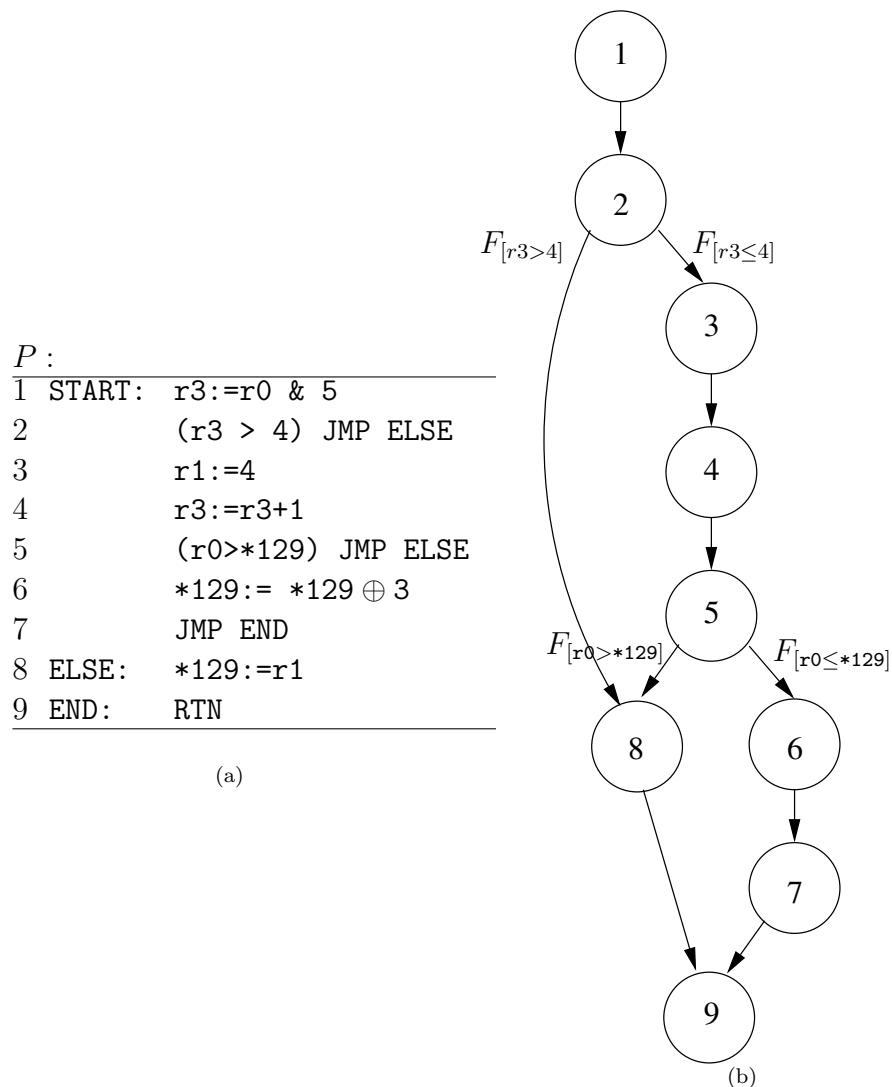 P :
1 START: r3:=r0 & 5
2 (r3 > 4) JMP ELSE
3 r1:=4
4 r3:=r3+1
5 (r0>*129) JMP ELSE
6 *129:= *129 ⊕ 3
7 JMP END
8 ELSE: *129:=r1
9 END: RTN
(a)
1
2
F[r3>4]
F[r3≤4]
3
4
5
F[r0>*129]
F[r0≤*129]
8
6
7
9
(b)